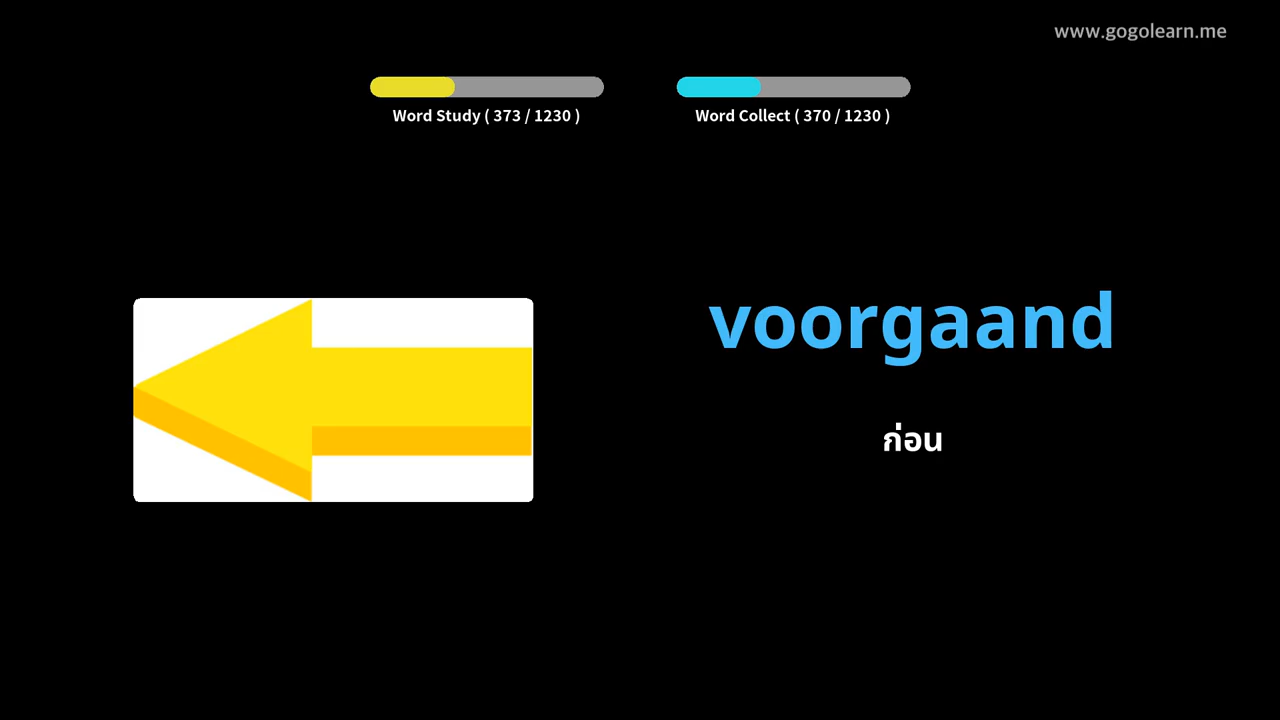 www.gogolearn.me
Word Study ( 373 / 1230 )
Word Collect ( 370 / 1230 )
voorgaand
ก่อน